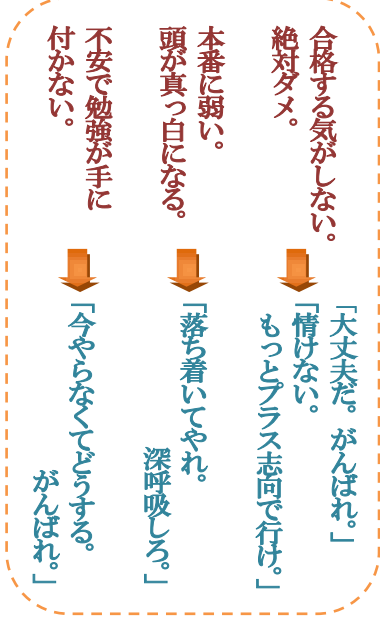 合格する気がしない。
絶対ダメ。
「大丈夫だ。がんばれ。」
「情けない。
もっとプラス志向で行け。」
本番に弱い。
頭が真っ白になる。
「落ち着いてやれ。
深呼吸しろ。」
不安で勉強が手に
付かない。
「今やらなくてどうする。
がんばれ。」